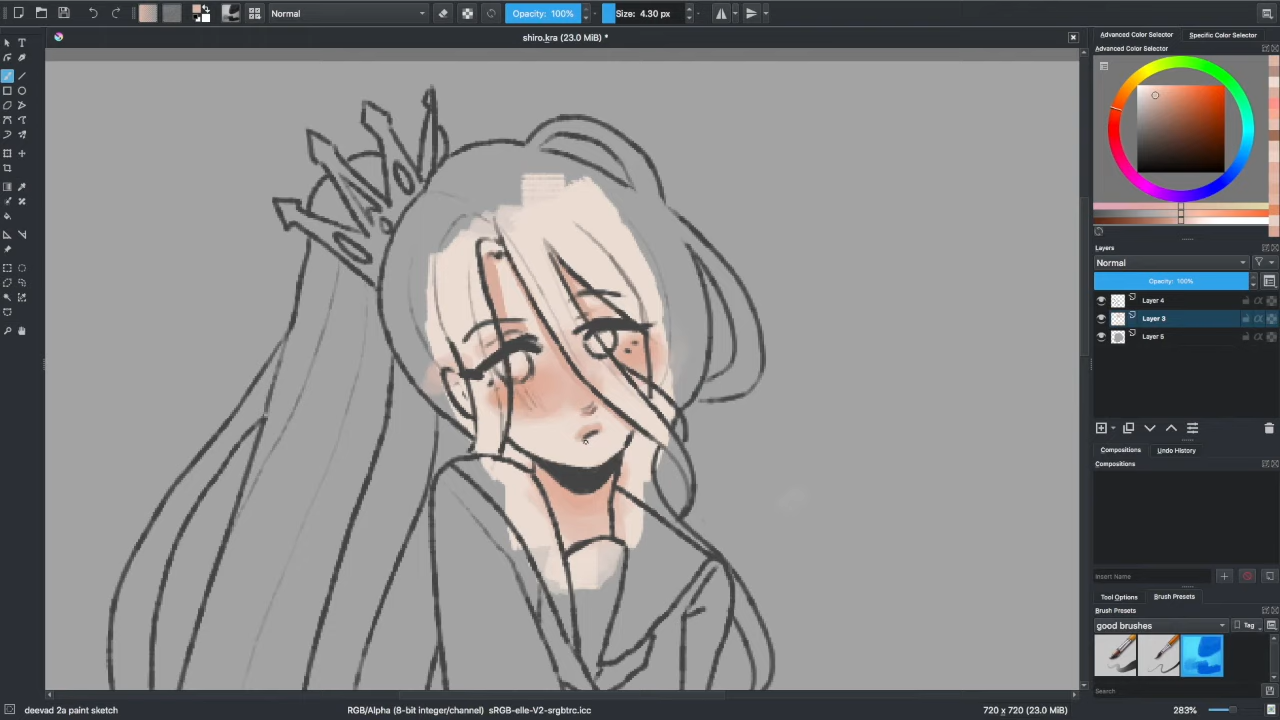 Normal
Opacity: 100%
Size: 4.30 px
shiro.kra (23.0 MiB) *
Advanced Color Selector
Specific Color Selector
Advanced Color Selector
Layers
Normal
Opacity: 100%
Layer 4
Layer 3
Layer 5
Compositions
Undo History
Compositions
Insert Name
Tool Options
Brush Presets
Brush Presets
good brushes
Tag
Search
deevad 2a paint sketch
RGB/Alpha (8-bit integer/channel) sRGB-elle-V2-srgbtrc.icc
720 x 720 (23.0 MiB)
283%